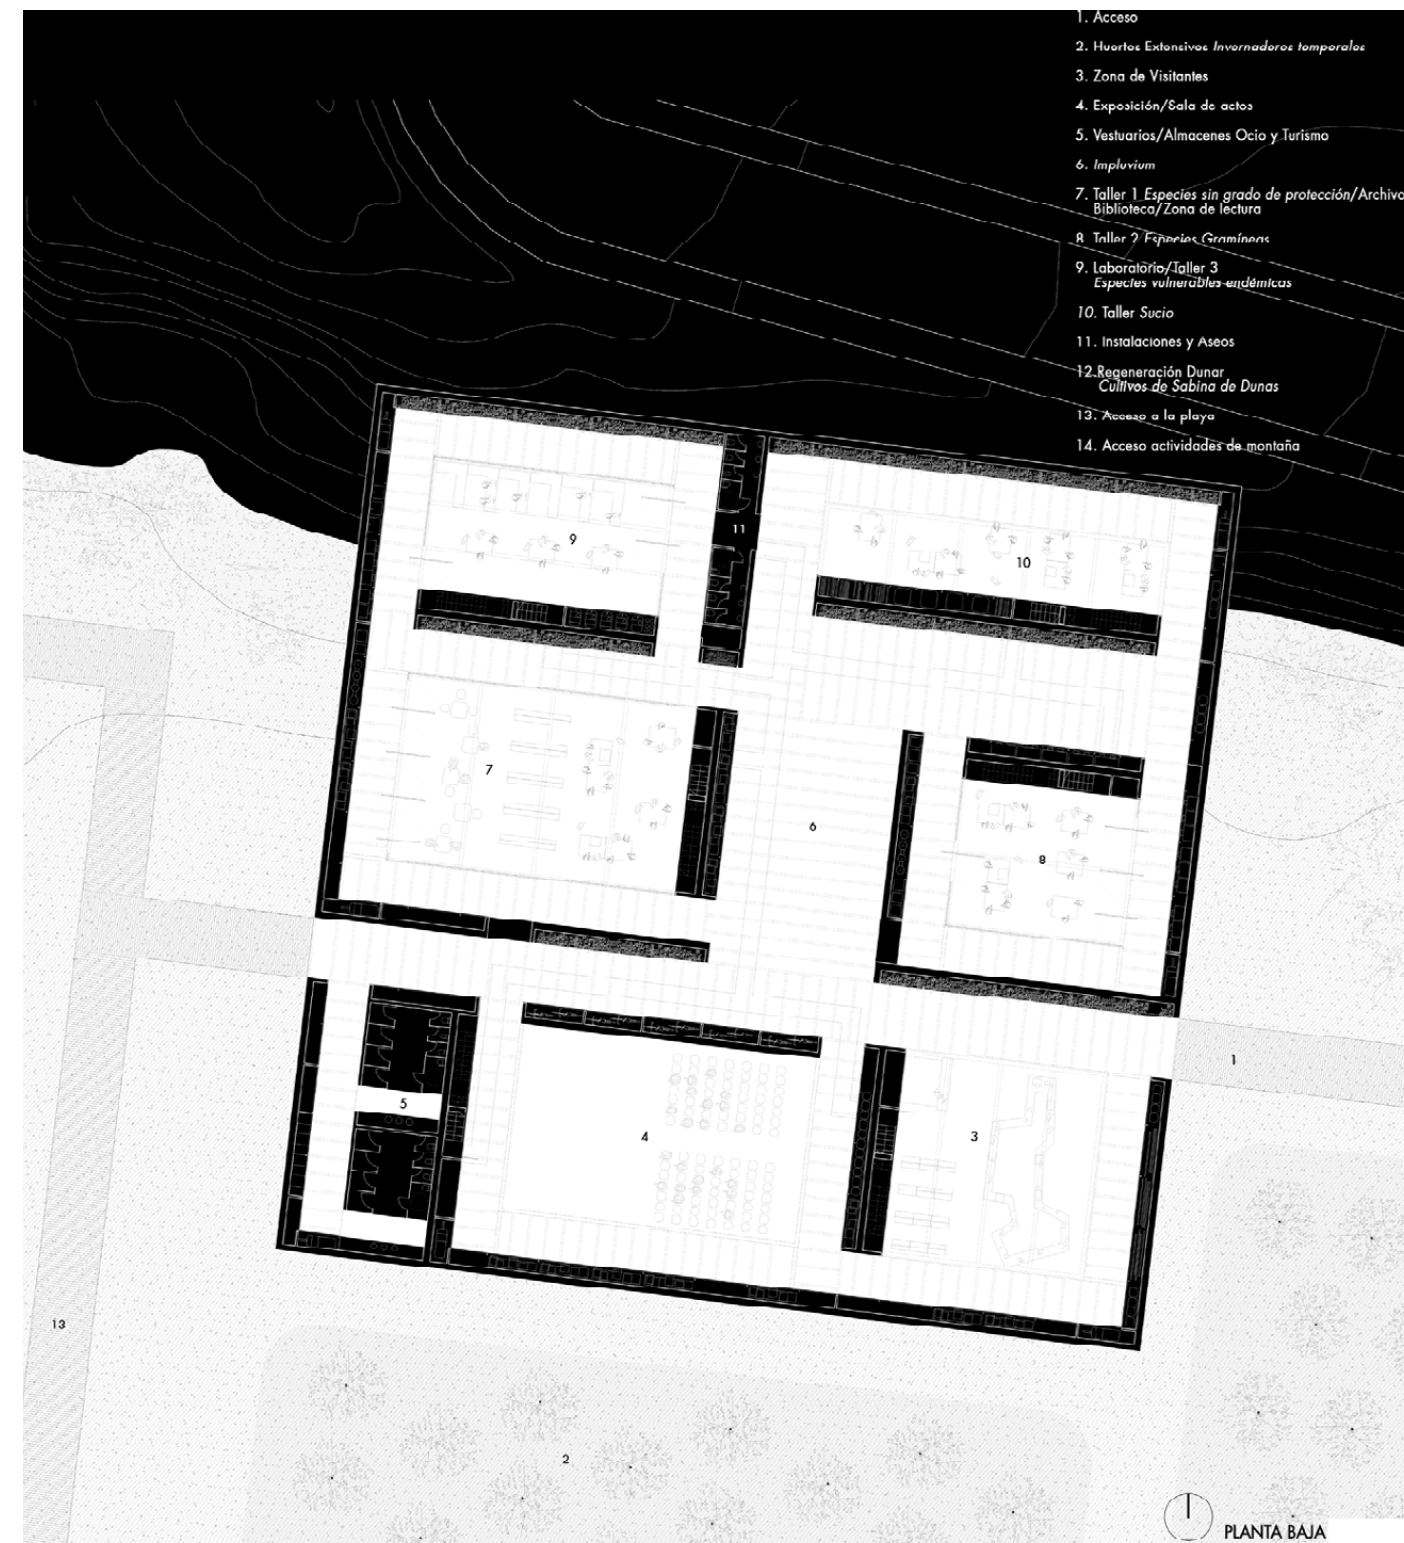 1. Acceso
2. Huertos Extensivos Invernaderos temporales
3. Zona de Visitantes
4. Exposición/Sala de actos
5. Vestuarios/Almacenes Ocio y Turismo
6. Impluvium
7. Taller 1 Especies sin grado de protección/Archivo
Biblioteca/Zona de lectura
8. Taller 2 Especies Gramíneas
9. Laboratorio/Taller 3
Especies vulnerables endémicas
10. Taller Sucio
11. Instalaciones y Aseos
12.Regeneración Dunar
Cultivos de Sabina de Dunas
13. Acceso a la playa
14. Acceso actividades de montaña
11
9
10
7
6
8
1
5
4
3
13
2
PLANTA BAJA